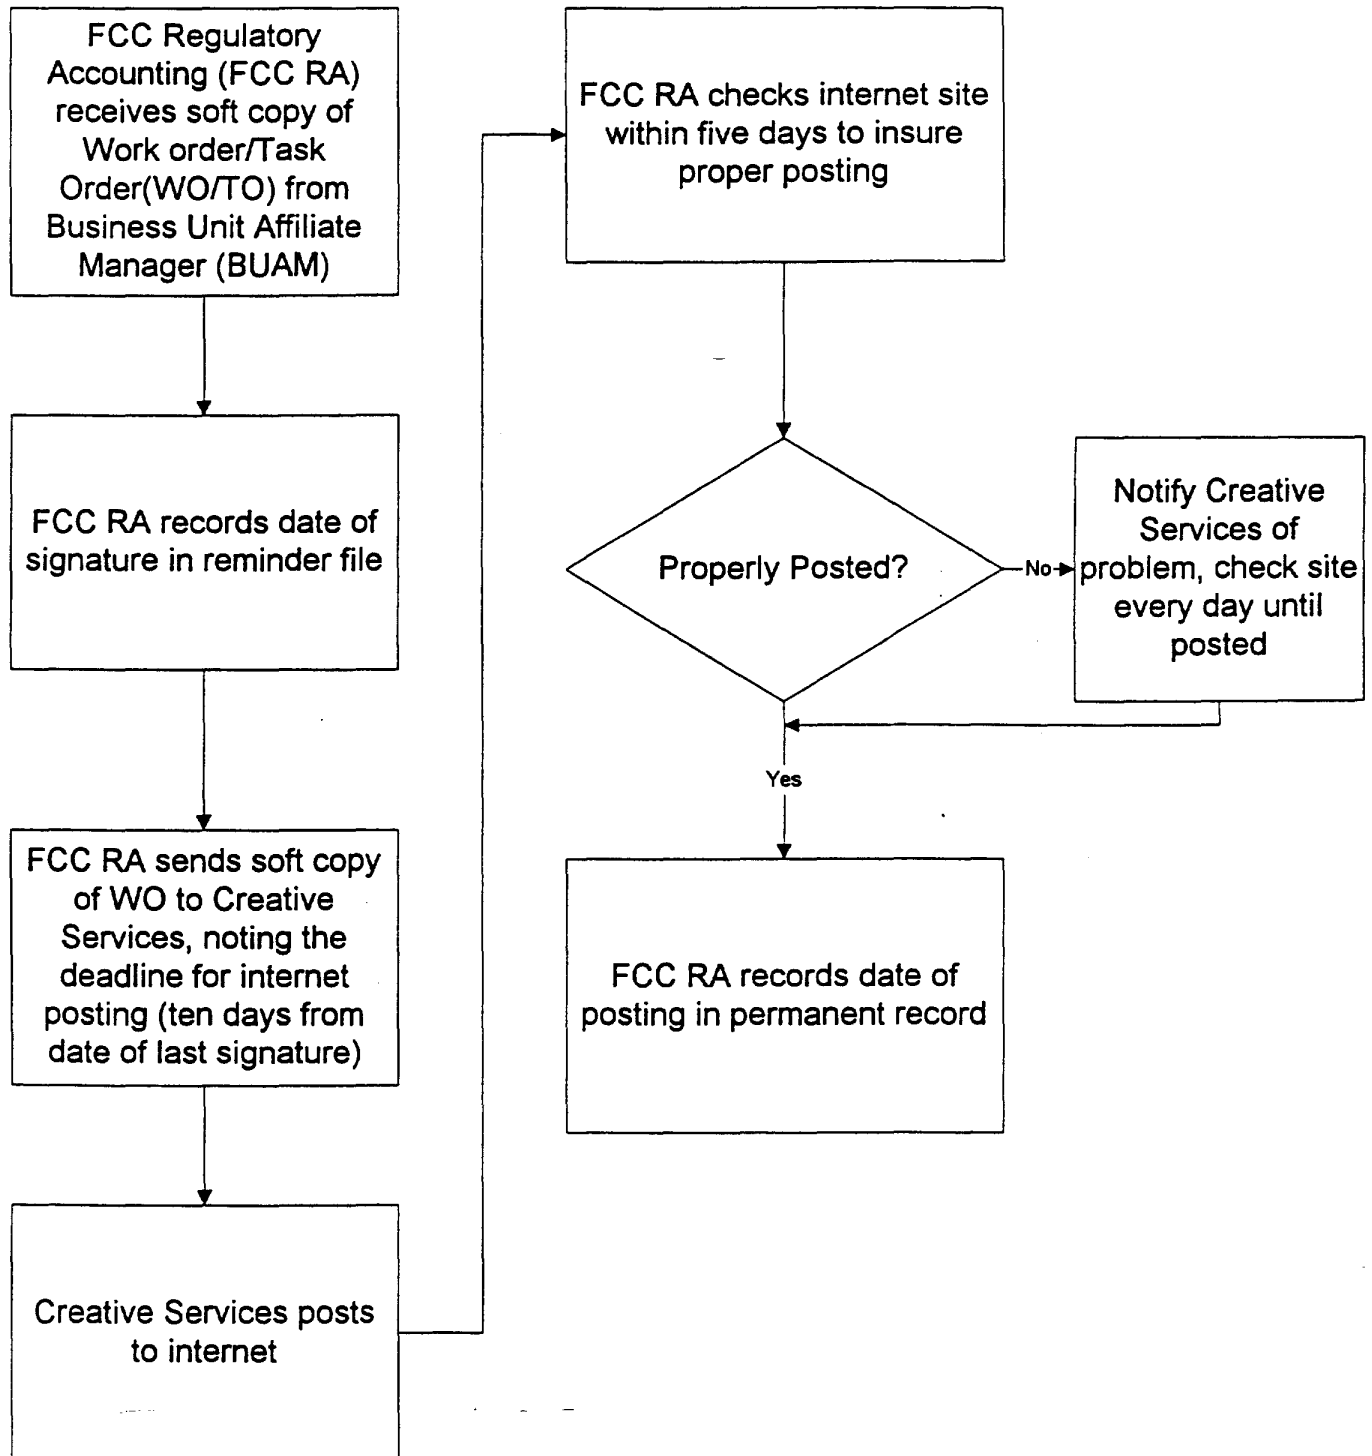 FCC Regulatory
Accounting (FCC RA)
receives soft copy of
Work order/Task
Order(WO/TO) from
Business Unit Affiliate
Manager (BUAM)
FCC RA records date of
signature in reminder file
FCC RA sends soft copy
of WO to Creative
Services, noting the
deadline for internet
posting (ten days from
date of last signature)
Creative Services posts
to internet
FCC RA checks internet site
within five days to insure
proper posting
Properly Posted?
No
Notify Creative
Services of
problem, check site
every day until
posted
Yes
FCC RA records date of
posting in permanent record